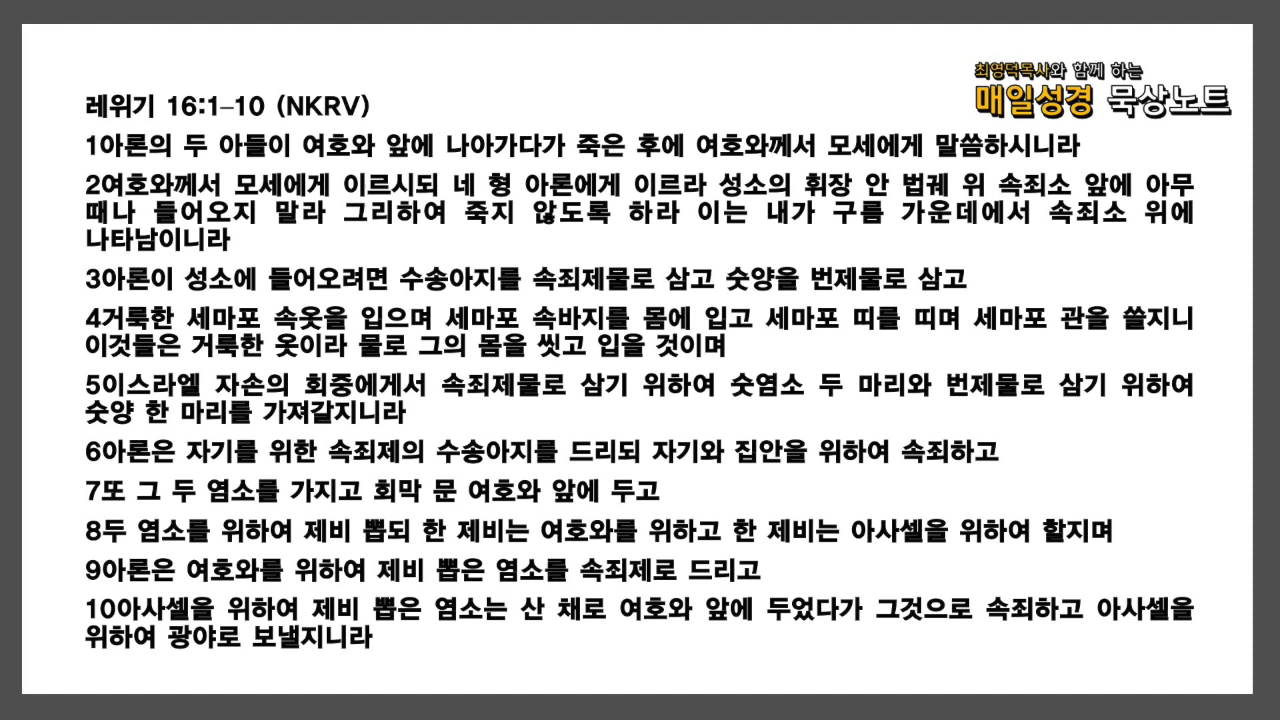 최영덕목사와 함께 하는
매일성경 묵상노트
레위기 16:1–10 (NKRV)
1아론의 두 아들이 여호와 앞에 나아가다가 죽은 후에 여호와께서 모세에게 말씀하시니라
2여호와께서 모세에게 이르시되 네 형 아론에게 이르라 성소의 휘장 안 법궤 위 속죄소 앞에 아무
때나 들어오지 말라 그리하여 죽지 않도록 하라 이는 내가 구름 가운데에서 속죄소 위에
나타남이니라
3아론이 성소에 들어오려면 수송아지를 속죄제물로 삼고 숫양을 번제물로 삼고
4거룩한 세마포 속옷을 입으며 세마포 속바지를 몸에 입고 세마포 띠를 띠며 세마포 관을 쓸지니
이것들은 거룩한 옷이라 물로 그의 몸을 씻고 입을 것이며
5이스라엘 자손의 회중에게서 속죄제물로 삼기 위하여 숫염소 두 마리와 번제물로 삼기 위하여
숫양 한 마리를 가져갈지니라
6아론은 자기를 위한 속죄제의 수송아지를 드리되 자기와 집안을 위하여 속죄하고
7또 그 두 염소를 가지고 회막 문 여호와 앞에 두고
8두 염소를 위하여 제비 뽑되 한 제비는 여호와를 위하고 한 제비는 아사셀을 위하여 할지며
9아론은 여호와를 위하여 제비 뽑은 염소를 속죄제로 드리고
10아사셀을 위하여 제비 뽑은 염소는 산 채로 여호와 앞에 두었다가 그것으로 속죄하고 아사셀을
위하여 광야로 보낼지니라